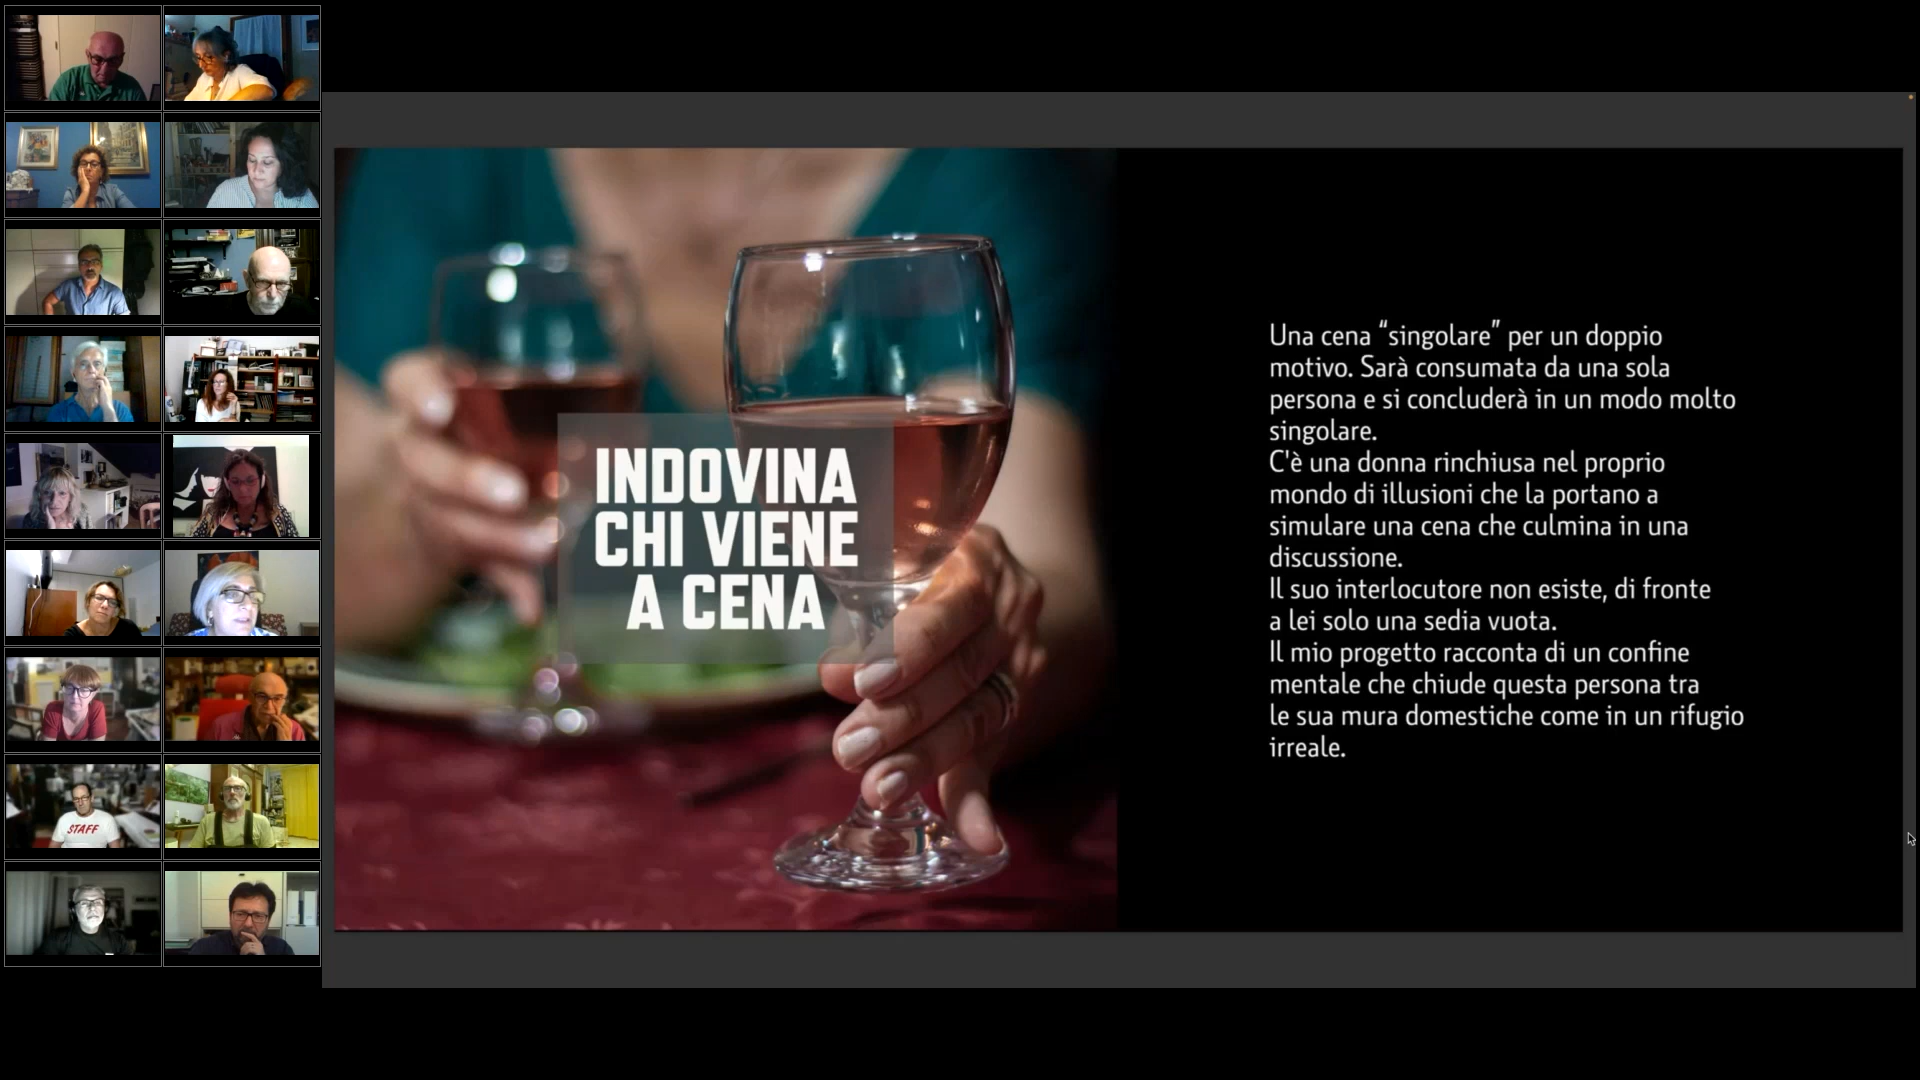 STAFF
INDOVINA
CHI VIENE
A CENA
Una cena “singolare” per un doppio
motivo. Sarà consumata da una sola
persona e si concluderà in un modo molto
singolare.
C'è una donna rinchiusa nel proprio
mondo di illusioni che la portano a
simulare una cena che culmina in una
discussione.
Il suo interlocutore non esiste, di fronte
a lei solo una sedia vuota.
Il mio progetto racconta di un confine
mentale che chiude questa persona tra
le sua mura domestiche come in un rifugio
irreale.